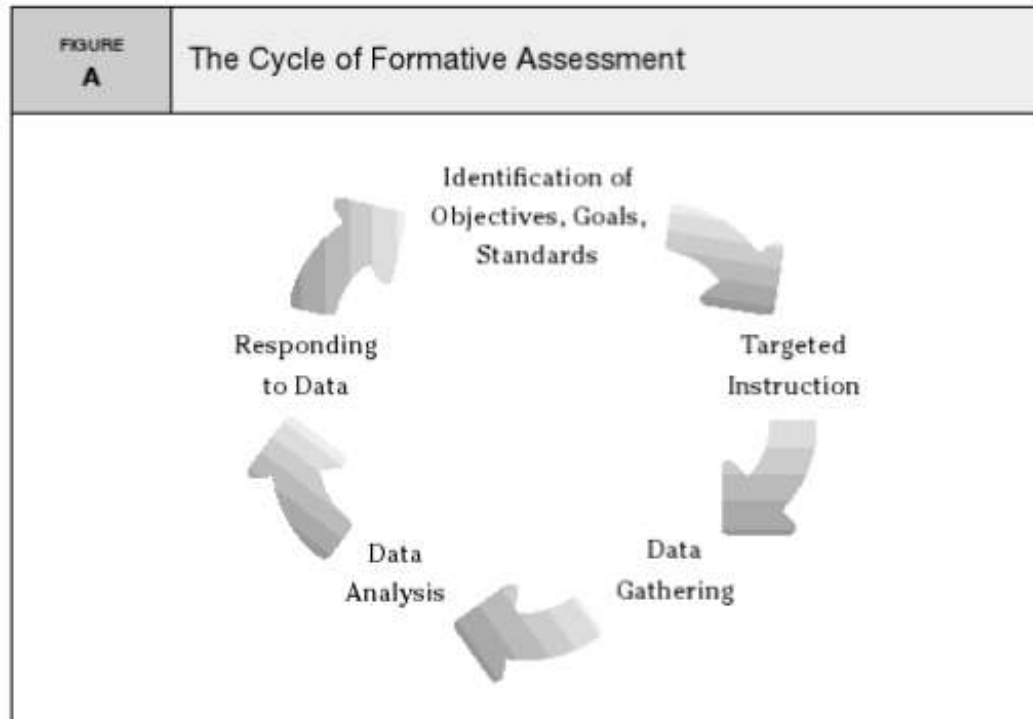 FIGURE
A
The Cycle of Formative Assessment
Identification of
Objectives, Goals,
Standards
Targeted
Instruction
Data
Gathering
Data
Analysis
Responding
to Data